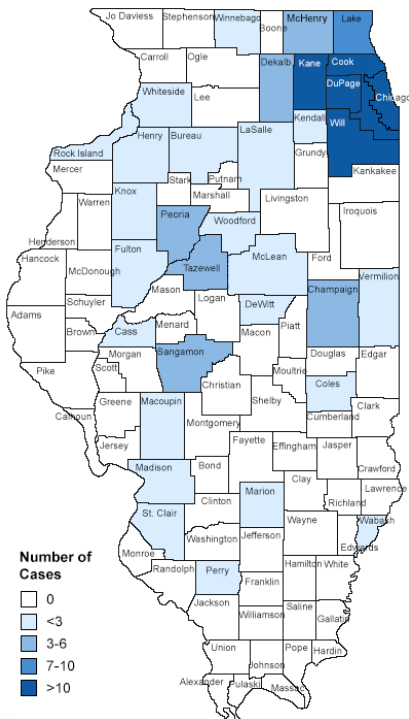 Jo Daviess
Stephenson
Winnebago
Boone
McHenry
Lake
Carroll
Ogle
Dekalb
Kane
Cook
DuPage
Chicago
Whiteside
Lee
Kendall
Will
Rock Island
Henry
Bureau
LaSalle
Grundy
Mercer
Kankakee
Stark
Putnam
Knox
Marshall
Livingston
Warren
Peoria
Iroquois
Woodford
Henderson
Fulton
McLean
Ford
Hancock
McDonough
Tazewell
Vermilion
Mason
Champaign
Schuyler
Logan
DeWitt
Adams
Brown
Cass
Menard
Macon
Piatt
Morgan
Sangamon
Douglas
Edgar
Scott
Moultrie
Pike
Christian
Coles
Greene
Macoupin
Shelby
Clark
Calhoun
Montgomery
Cumberland
Jersey
Fayette
Effingham
Jasper
Madison
Bond
Crawford
Clay
Clinton
Marion
Richland
Lawrence
St. Clair
Wayne
Wabash
Washington
Jefferson
Edwards
Monroe
Randolph
Perry
Hamilton
White
Franklin
Jackson
Saline
Williamson
Gallatin
Union
Johnson
Pope
Hardin
Alexander
Pulaski
Massac
Number of
Cases
0
<3
3-6
7-10
>10